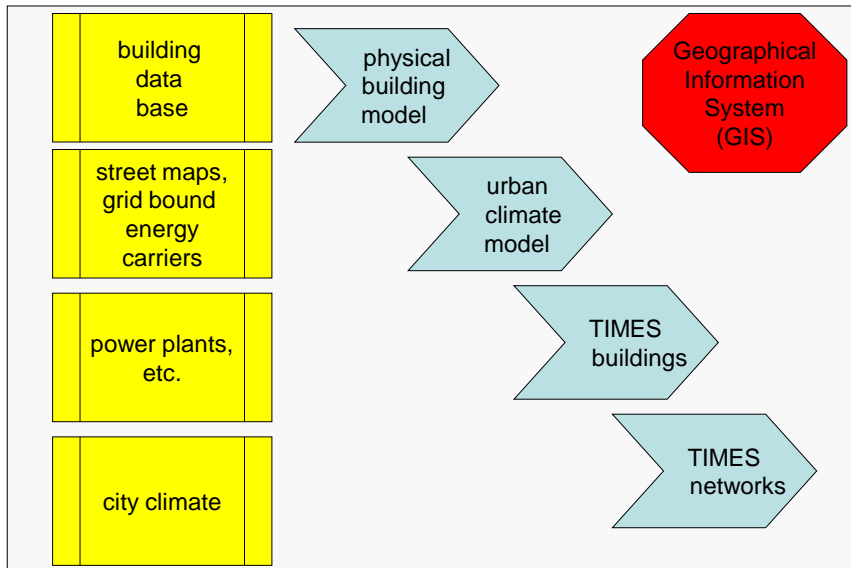 building
data
base
physical
building
model
Geographical
Information
System
(GIS)
street maps,
grid bound
energy
carriers
urban
climate
model
power plants,
etc.
TIMES
buildings
city climate
TIMES
networks